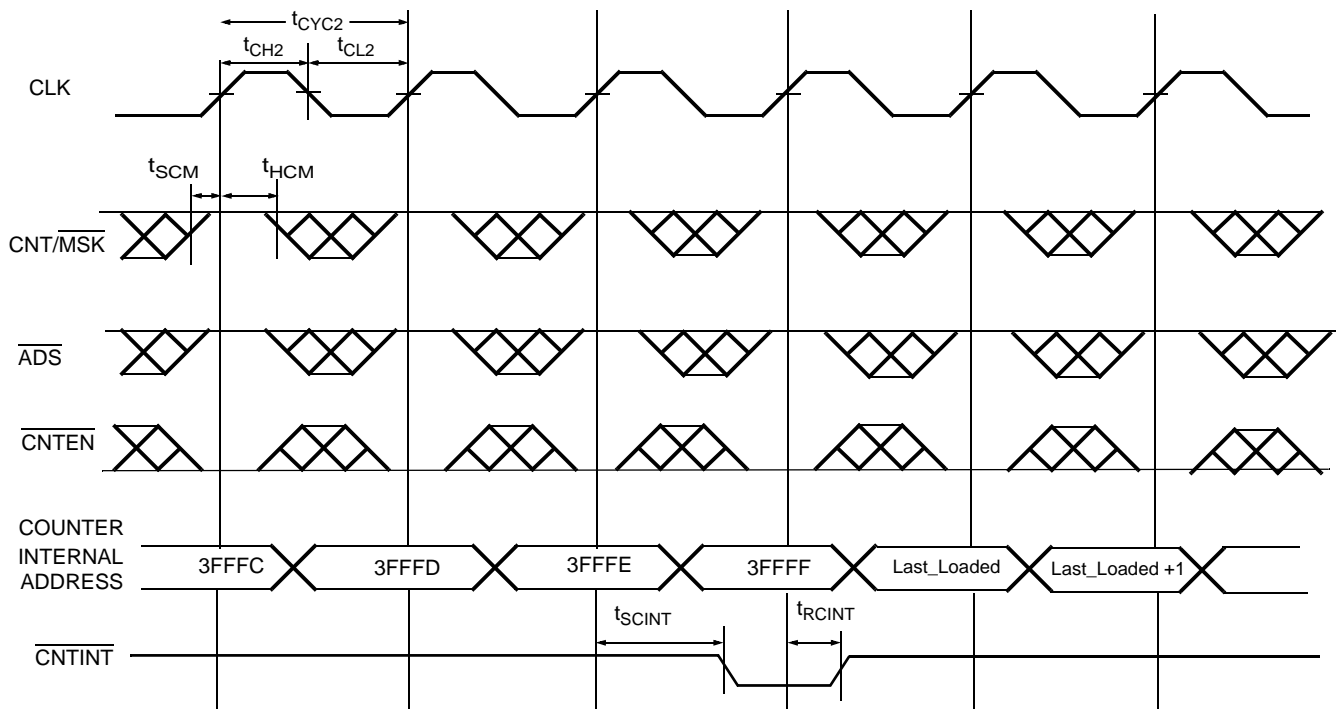 tCYC2
tCH2 tCL2
CLK
tSCM tHCM
CNT/MSK
ADS
CNTEN
COUNTER
INTERNAL
ADDRESS
3FFFC 3FFFD 3FFFE 3FFFF Last_Loaded Last_Loaded +1
tSCINT tRCINT
CNTINT